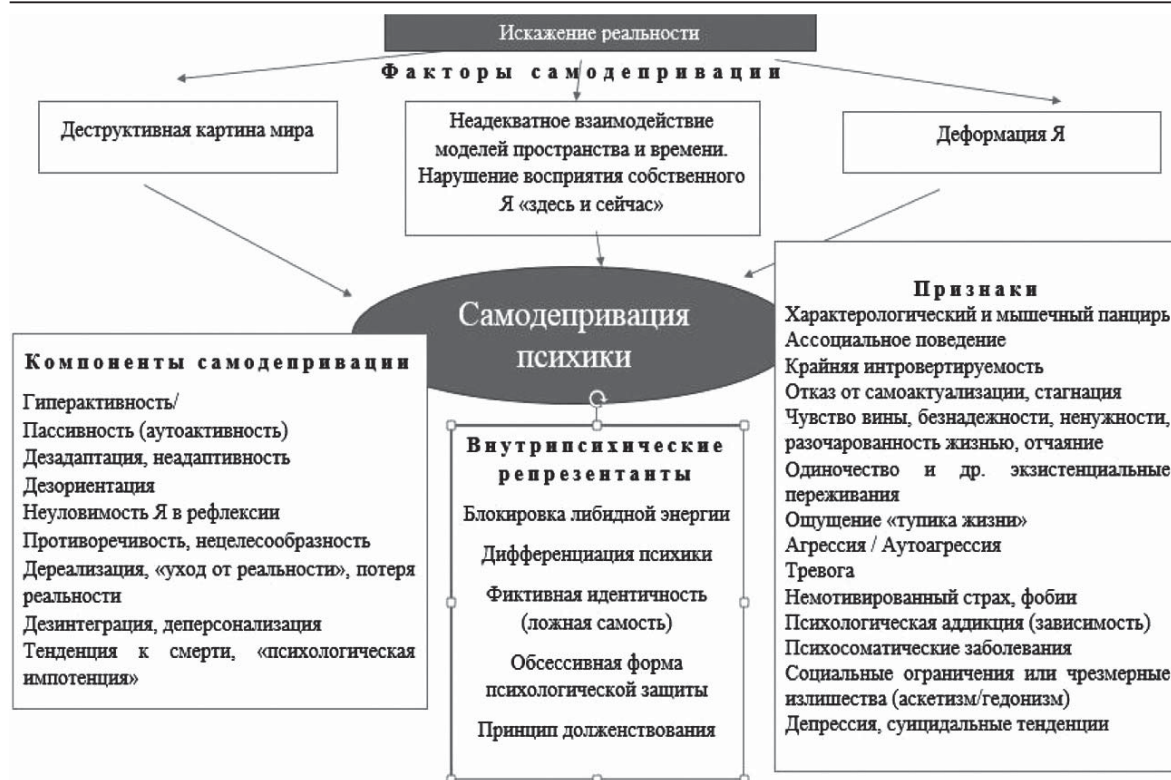 Искажение реальности
Факторы самодепривации
Деструктивная картина мира
Неадекватное взаимодействие
моделей пространства и времени.
Нарушение восприятия собственного
Я «здесь и сейчас»
Деформация Я
Самодепривация
психики
Компоненты самодепривации
Гиперактивность/
Пассивность (аутоактивность)
Дезадаптация, неадаптивность
Дезориентация
Неуловимость Я в рефлексии
Противоречивость, нецелесообразность
Дереализация, «уход от реальности», потеря
реальности
Дезинтеграция, деперсонализация
Тенденция к смерти, «психологическая
импотенция»
Внутрипсихические
репрезентанты
Блокировка либидной энергии
Дифференциация психики
Фиктивная идентичность
(ложная самость)
Обсессивная форма
психологической защиты
Принцип долженствования
Признаки
Характерологический и мышечный панцирь
Ассоциальное поведение
Крайняя интровертируемость
Отказ от самоактуализации, стагнация
Чувство вины, безнадежности, ненужности,
разочарованность жизнью, отчаяние
Одиночество и др. экзистенциальные
переживания
Ощущение «тупика жизни»
Агрессия / Аутоагрессия
Тревога
Немотивированный страх, фобии
Психологическая аддикция (зависимость)
Психосоматические заболевания
Социальные ограничения или чрезмерные
излишества (аскетизм/гедонизм)
Депрессия, суицидальные тенденции